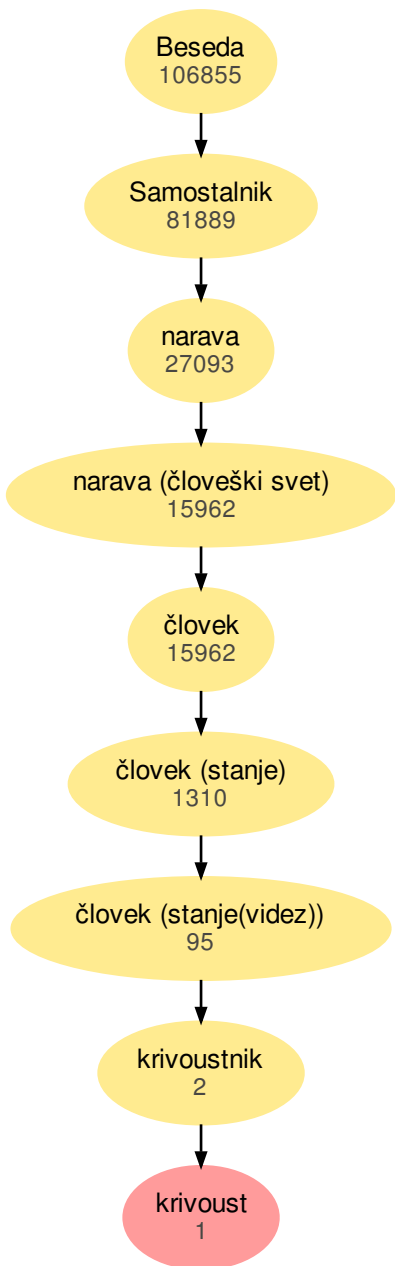 Beseda
106855
Samostalnik
81889
narava
27093
narava (človeški svet)
15962
človek
15962
človek (stanje)
1310
človek (stanje(videz))
95
krivoustnik
2
krivoust
1